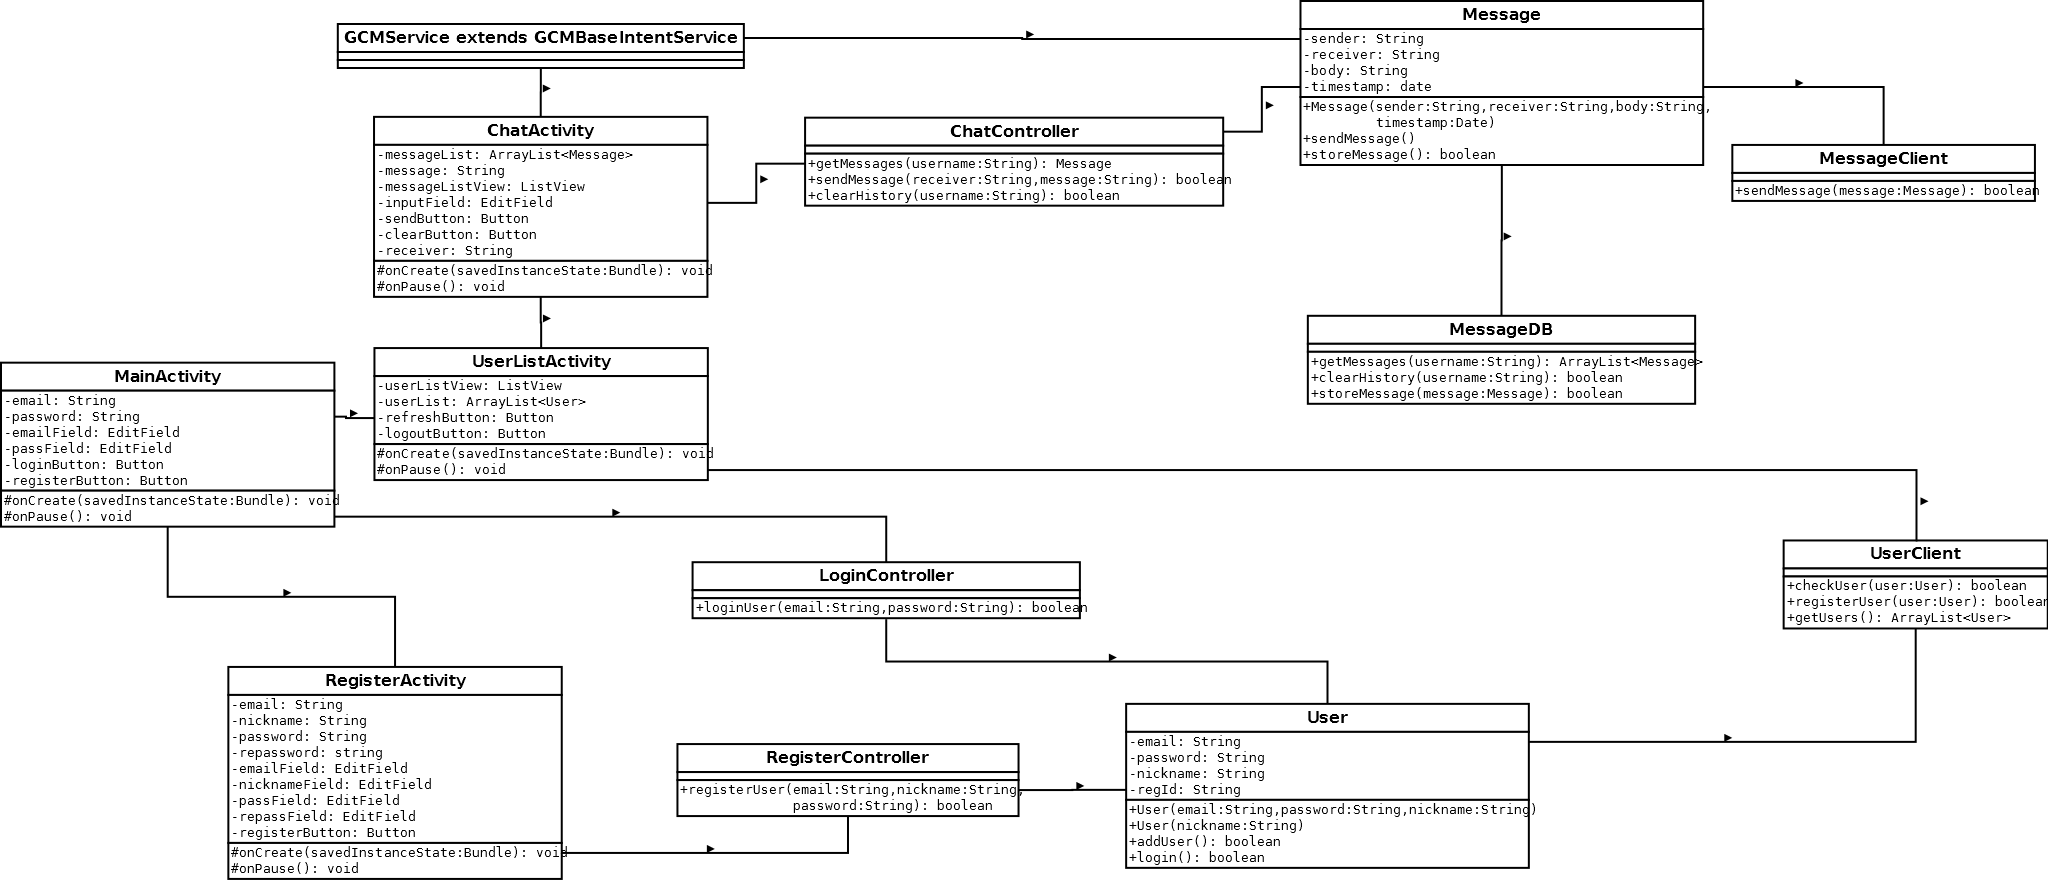 GCMService extends GCMBaseIntentService
Message
-sender: String
-receiver: String
-body: String
-timestamp: date
+Message(sender:String,receiver:String,body:String,
timestamp:Date)
+sendMessage()
+storeMessage(): boolean
ChatActivity
-messageList: ArrayList<Message>
-message: String
-messageListView: ListView
-inputField: EditField
-sendButton: Button
-clearButton: Button
-receiver: String
#onCreate(savedInstanceState:Bundle): void
#onPause(): void
ChatController
+getMessages(username:String): Message
+sendMessage(receiver:String,message:String): boolean
+clearHistory(username:String): boolean
MessageClient
+sendMessage(message:Message): boolean
MessageDB
+getMessages(username:String): ArrayList<Message>
+clearHistory(username:String): boolean
+storeMessage(message:Message): boolean
MainActivity
-email: String
-password: String
-emailField: EditField
-passField: EditField
-loginButton: Button
-registerButton: Button
#onCreate(savedInstanceState:Bundle): void
#onPause(): void
UserListActivity
-userListView: ListView
-userList: ArrayList<User>
-refreshButton: Button
-logoutButton: Button
#onCreate(savedInstanceState:Bundle): void
#onPause(): void
LoginController
+loginUser(email:String,password:String): boolean
UserClient
+checkUser(user:User): boolean
+registerUser(user:User): boolean
+getUsers(): ArrayList<User>
RegisterActivity
-email: String
-nickname: String
-password: String
-repassword: string
-emailField: EditField
-nicknameField: EditField
-passField: EditField
-repassField: EditField
-registerButton: Button
#onCreate(savedInstanceState:Bundle): void
#onPause(): void
RegisterController
+registerUser(email:String,nickname:String,
password:String): boolean
User
-email: String
-password: String
-nickname: String
-regId: String
+User(email:String,password:String,nickname:String)
+User(nickname:String)
+addUser(): boolean
+login(): boolean